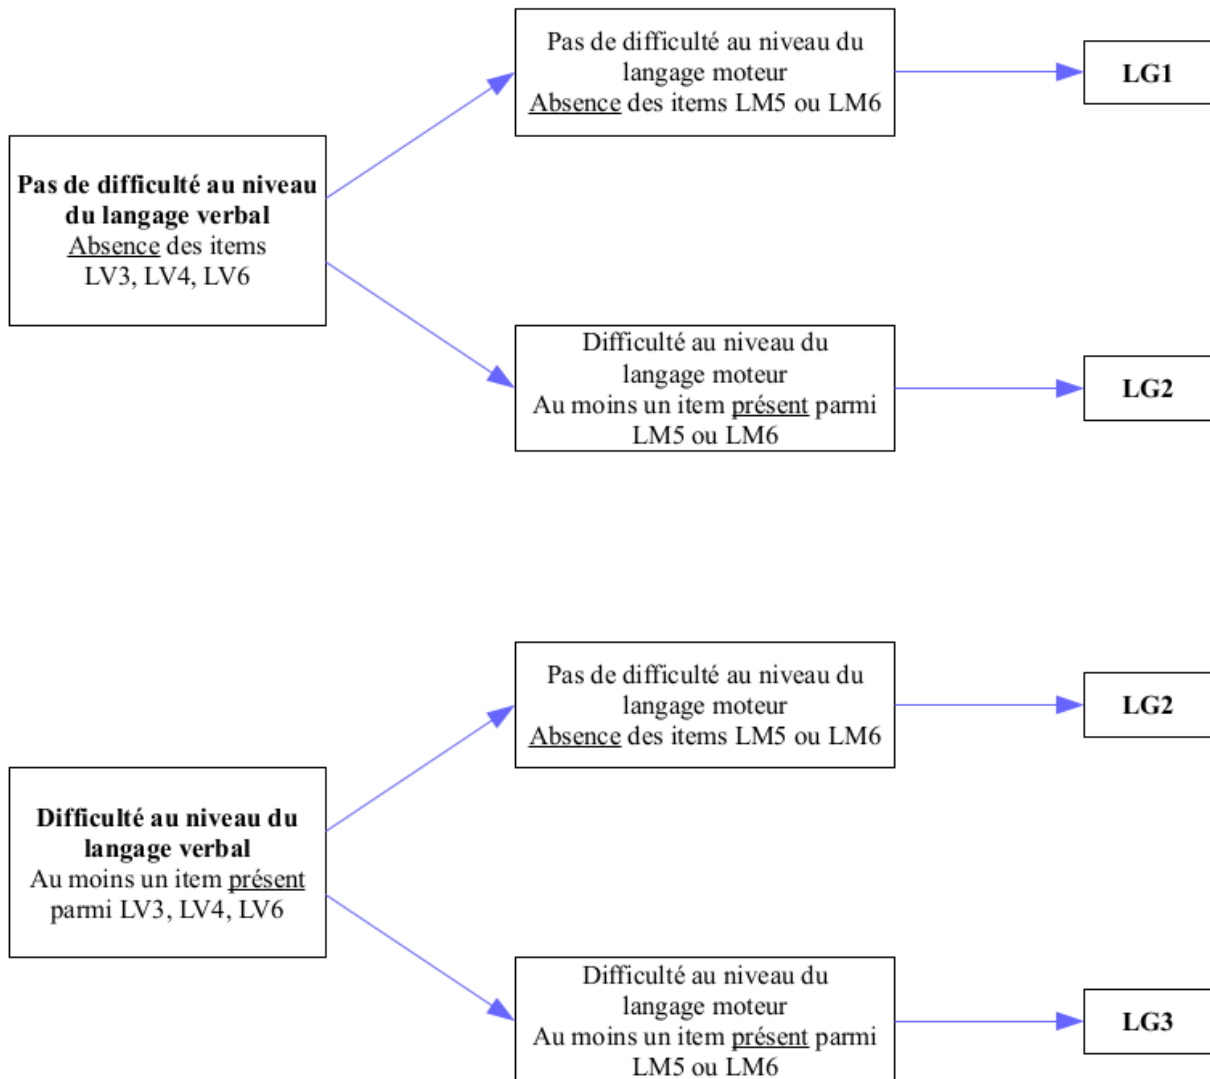 Pas de difficulté au niveau du
langage moteur
Absence des items LM5 ou LM6
LG1
Pas de difficulté au niveau
du langage verbal
Absence des items
LV3, LV4, LV6
Difficulté au niveau du
langage moteur
Au moins un item présent parmi
LM5 ou LM6
LG2
Pas de difficulté au niveau du
langage moteur
Absence des items LM5 ou LM6
LG2
Difficulté au niveau du
langage verbal
Au moins un item présent
parmi LV3, LV4, LV6
Difficulté au niveau du
langage moteur
Au moins un item présent parmi
LM5 ou LM6
LG3